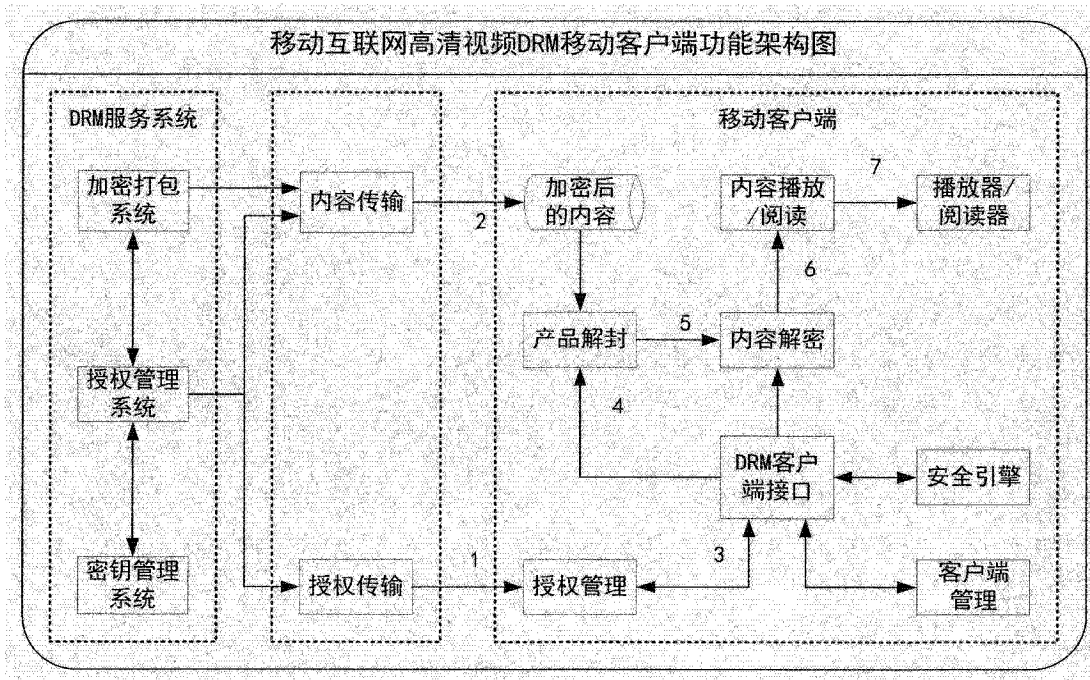 移动互联网高清视频DRM移动客户端功能架构图
DRM服务系统
加密打包
系统
授权管理
系统
密钥管理
系统
内容传输
授权传输
移动客户端
加密后
的内容
内容播放
/阅读
播放器/
阅读器
产品解封
内容解密
DRM客户
端接口
安全引擎
授权管理
客户端
管理
1
2
3
4
5
6
7